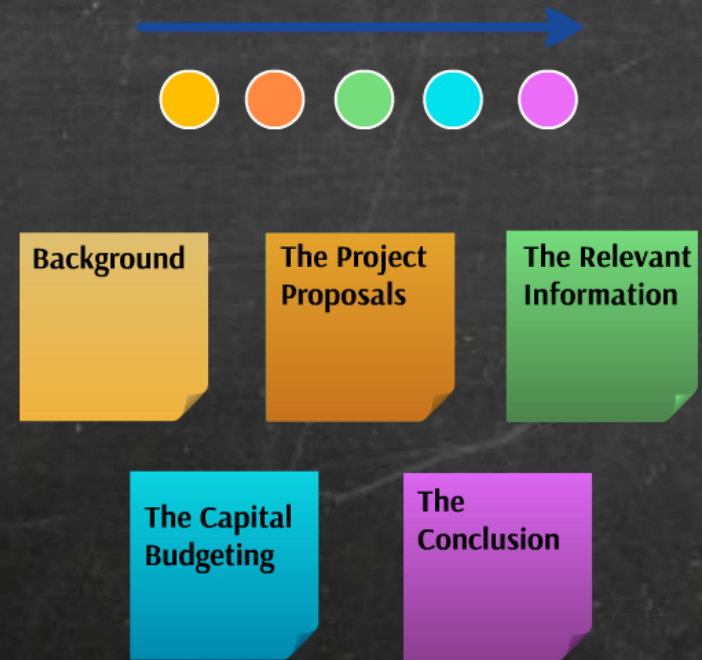 Background
The Project
Proposals
The Relevant
Information
The Capital
Budgeting
The
Conclusion